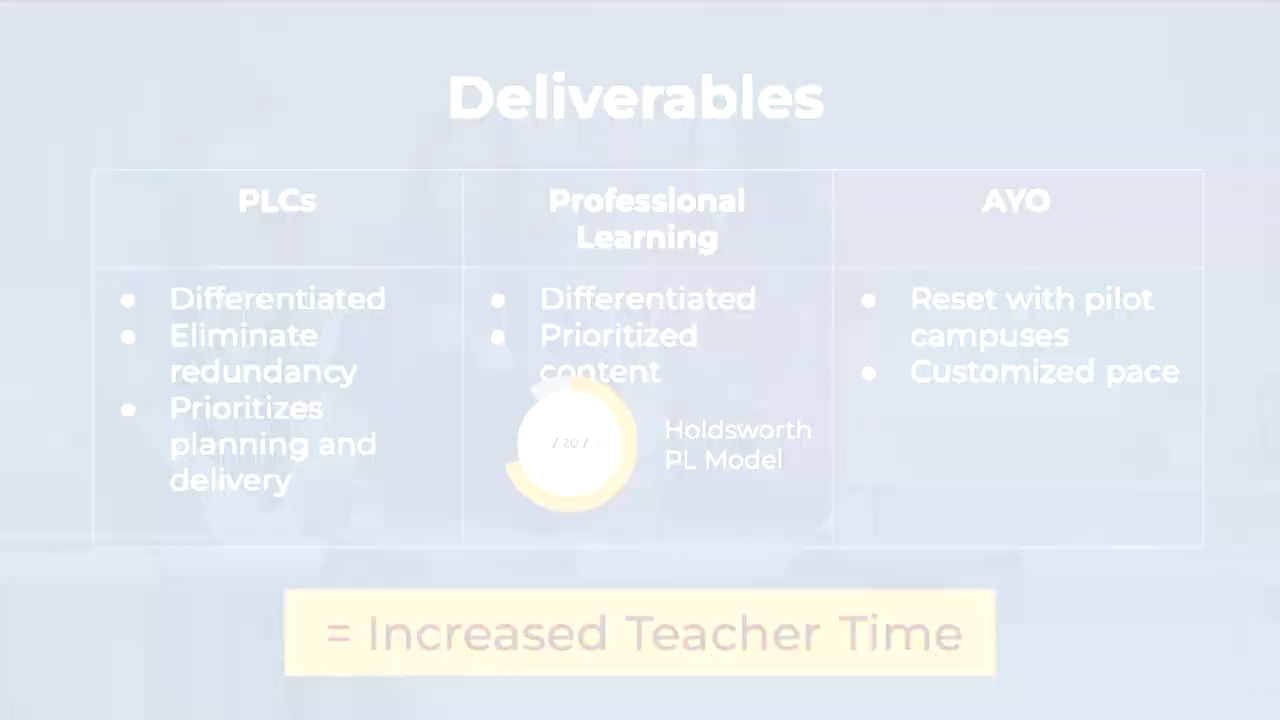 Deliverables
PLCs
Professional
Learning
AYO
● Differentiated
● Eliminate
redundancy
● Prioritizes
planning and
delivery
● Differentiated
● Prioritized
content
/ 20 /
Holdsworth
PL Model
● Reset with pilot
campuses
● Customized pace
= Increased Teacher Time